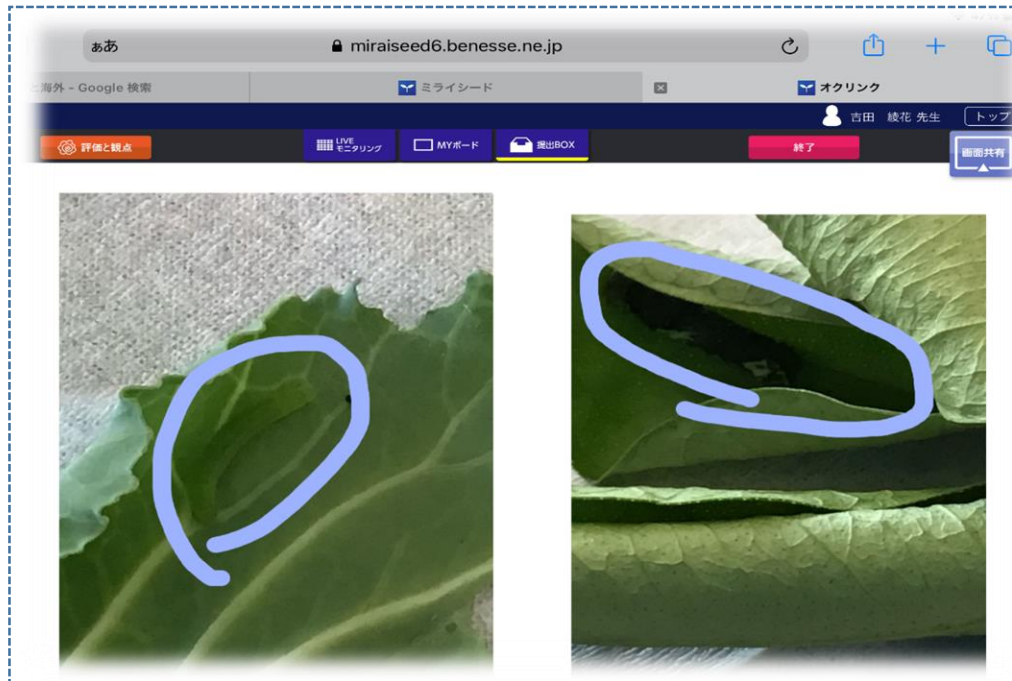 ぁあ
miraiseed6.benesse.ne.jp
海外 - Google 検索
ミライシード
オクリンク
吉田 綾花 先生
トップ
評価と観点
LIVE
モニタリング
MYボード
提出BOX
終了
画面共有